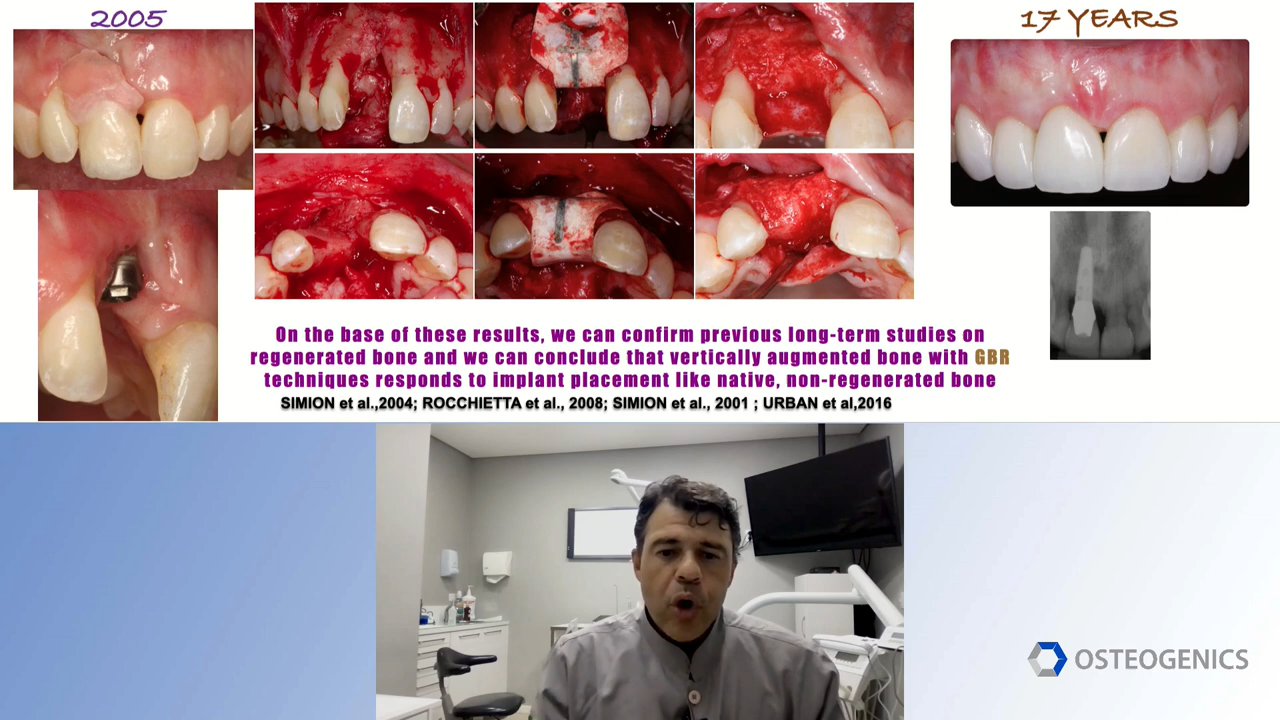 2005
17 YEARS
On the base of these results, we can confirm previous long-term studies on
regenerated bone and we can conclude that vertically augmented bone with GBR
techniques responds to implant placement like native, non-regenerated bone
SIMION et al.,2004; ROCCHIETTA et al., 2008; SIMION et al., 2001 ; URBAN et al,2016
OSTEOGENICS